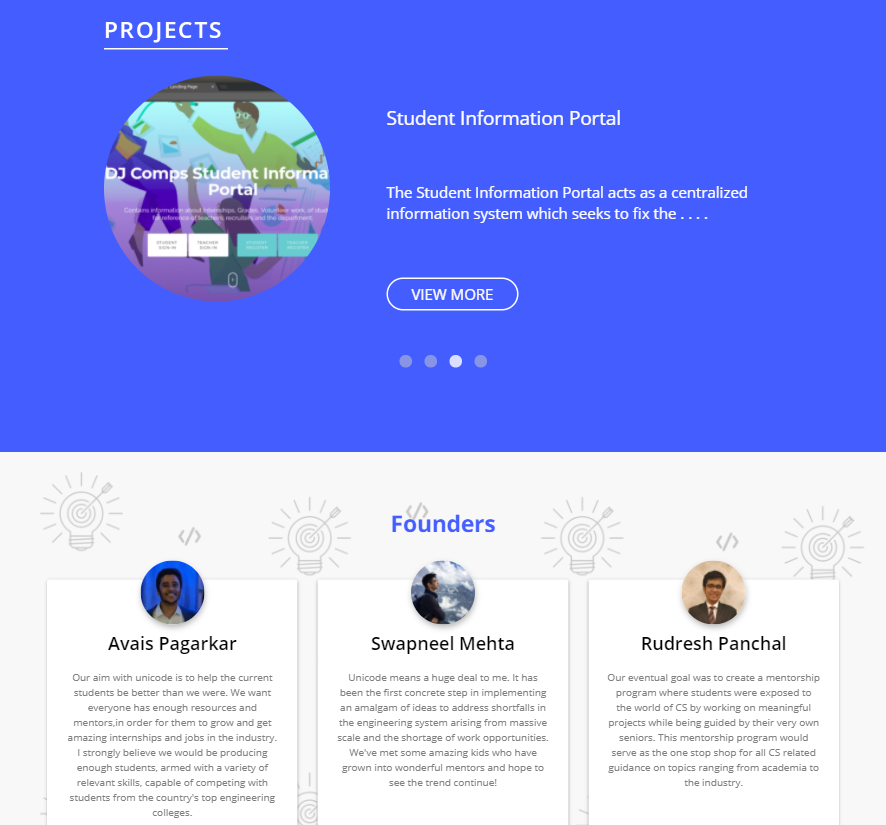 PROJECTS
Landing Page
DJ Comps Student Informa
Portal
Contains information about Internships, Grades, Volunteer work, of stud
for reference of teachers, recruiters and the department.
STUDENT
SIGN IN
TEACHER
SIGN-IN
STUDENT
REGISTER
TEACHER
REGISTER
Student Information Portal
The Student Information Portal acts as a centralized
information system which seeks to fix the . . . .
VIEW MORE
Founders
Avais Pagarkar
Our aim with unicode is to help the current
students be better than we were. We want
everyone has enough resources and
mentors,in order for them to grow and get
amazing internships and jobs in the industry.
I strongly believe we would be producing
enough students, armed with a variety of
relevant skills, capable of competing with
students from the country's top engineering
colleges.
Swapneel Mehta
Unicode means a huge deal to me. It has
been the first concrete step in implementing
an amalgam of ideas to address shortfalls in
the engineering system arising from massive
scale and the shortage of work opportunities.
We've met some amazing kids who have
grown into wonderful mentors and hope to
see the trend continue!
Rudresh Panchal
Our eventual goal was to create a mentorship
program where students were exposed to
the world of CS by working on meaningful
projects while being guided by their very own
seniors. This mentorship program would
serve as the one stop shop for all CS related
guidance on topics ranging from academia to
the industry.